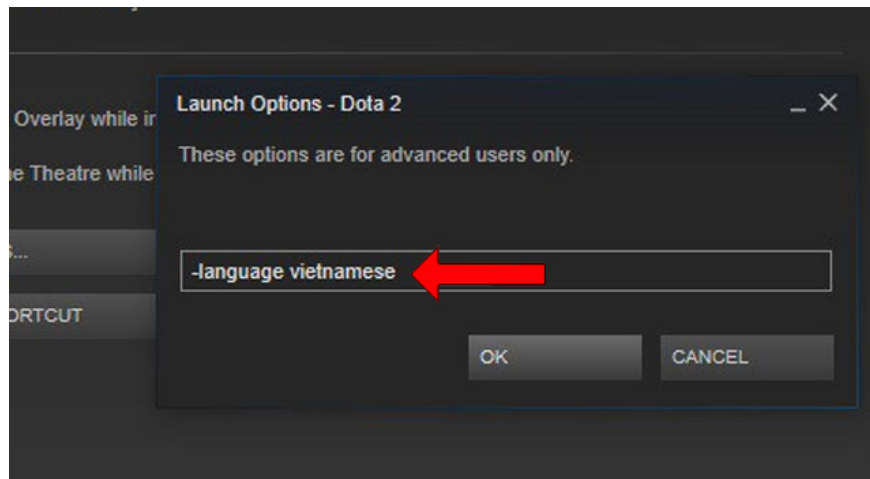 Launch Options - Dota 2
Overlay while in
These options are for advanced users only.
e Theatre while
S...
-language vietnamese
ORTCUT
OK
CANCEL